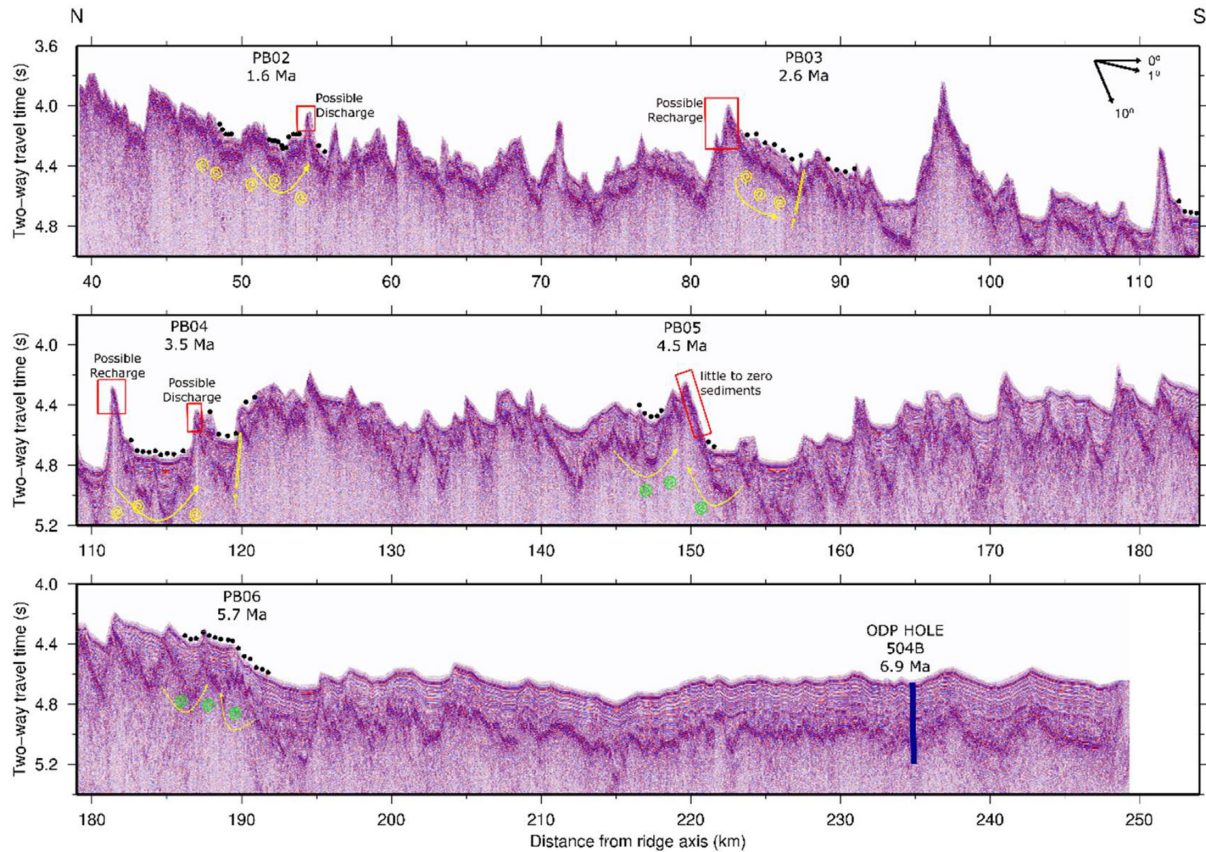 N
S
PB02
1.6 Ma
PB03
2.6 Ma
Possible
Discharge
Possible
Recharge
0°
1°
10°
Two−way travel time (s)
3.6
4.0
4.4
4.8
40 50 60 70 80 90 100 110
PB04
3.5 Ma
PB05
4.5 Ma
Possible
Recharge
Possible
Discharge
little to zero
sediments
Two−way travel time (s)
4.0
4.4
4.8
5.2
110 120 130 140 150 160 170 180
PB06
5.7 Ma
ODP HOLE
504B
6.9 Ma
Two−way travel time (s)
4.0
4.4
4.8
5.2
180 190 200 210 220 230 240 250
Distance from ridge axis (km)